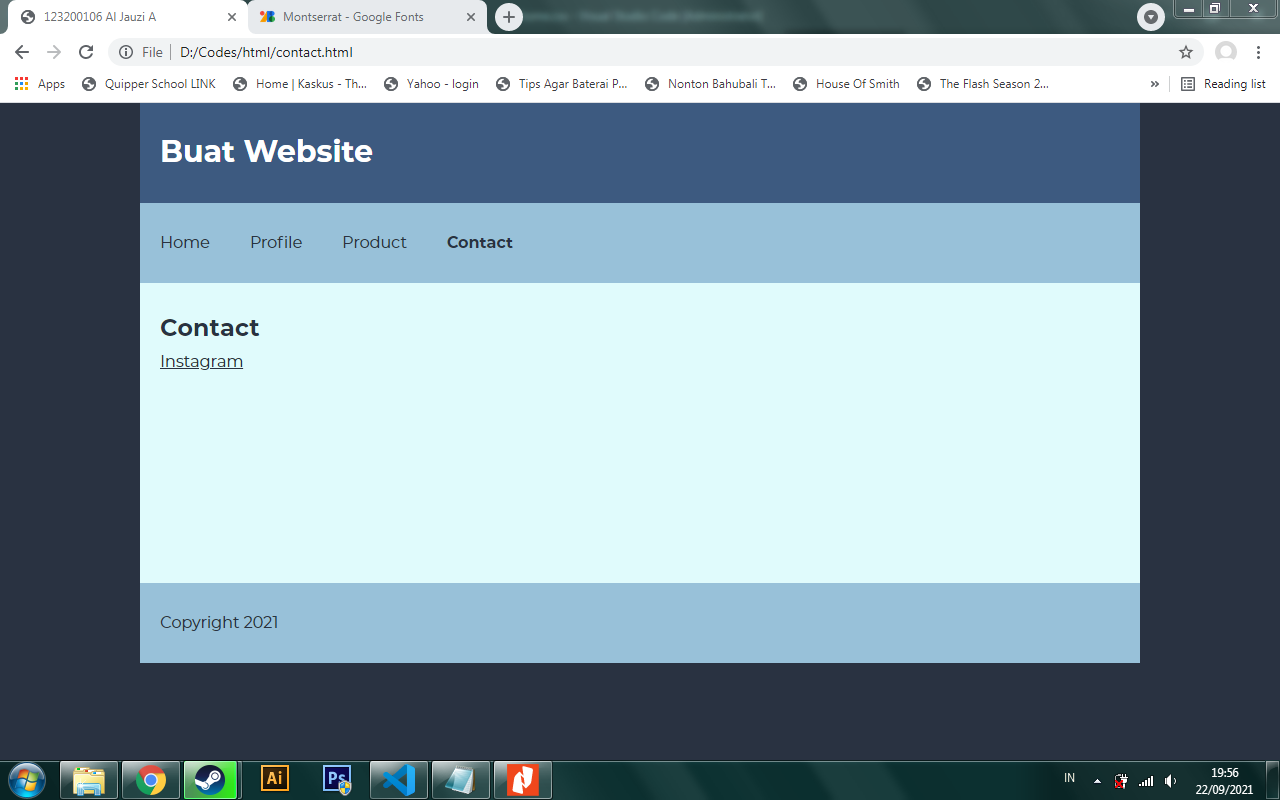 123200106 Al Jauzi A
Montserrat - Google Fonts
File
D:/Codes/html/contact.html
Apps
Quipper School LINK
Home | Kaskus - Th...
Yahoo - login
Tips Agar Baterai P...
Nonton Bahubali T...
House Of Smith
The Flash Season 2...
»
Reading list
Buat Website
Home Profile Product Contact
Contact
Instagram
Copyright 2021
Ai
Ps
IN
19:56
22/09/2021